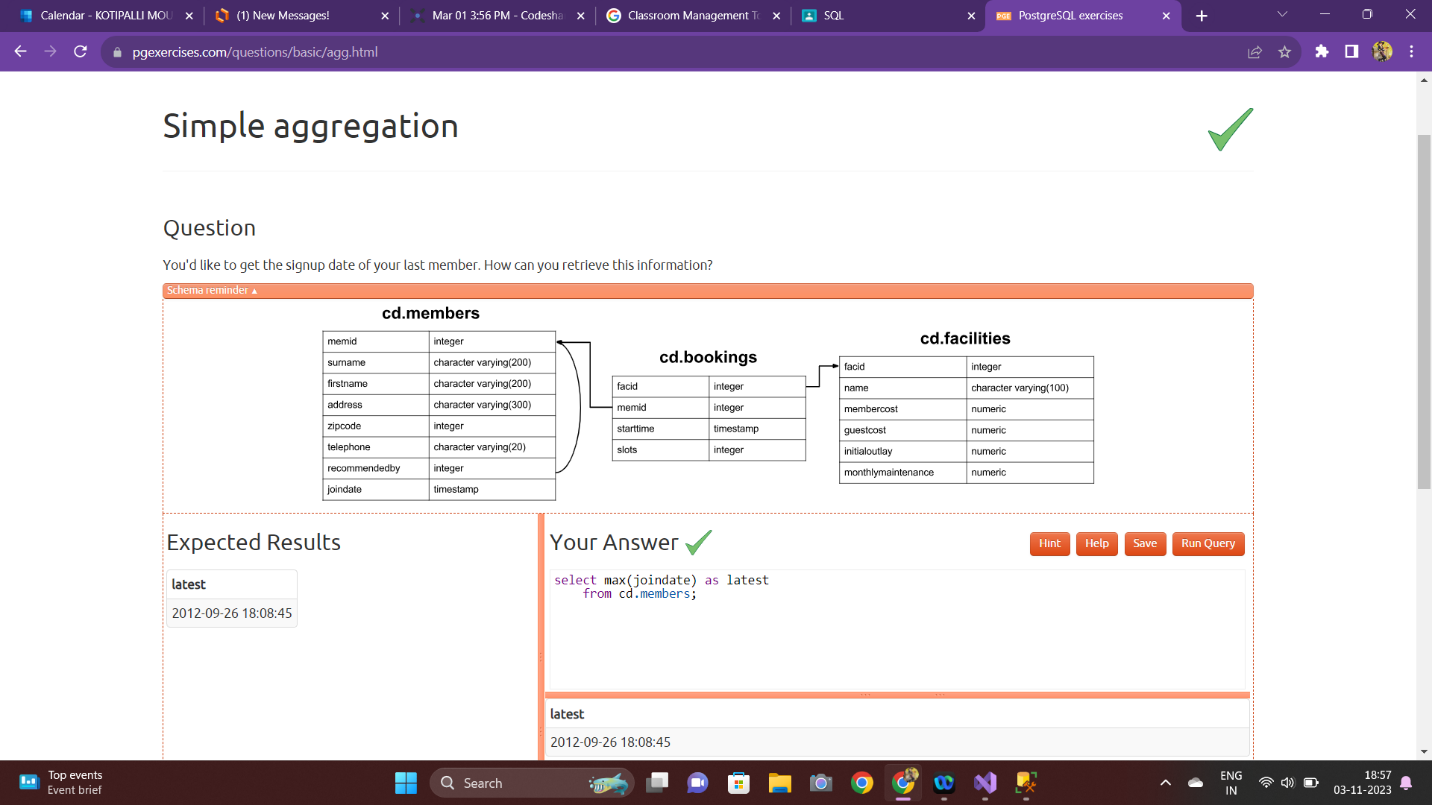 Calendar - KOTIPALLI MOU
(1) New Messages!
Mar 01 3:56 PM - Codesha
Classroom Management To
SQL
PGE
PostgreSQL exercises
pgexercises.com/questions/basic/agg.html
Simple aggregation
Question
You'd like to get the signup date of your last member. How can you retrieve this information?
Schema reminder ▲
cd.members
memid integer
surname character varying(200)
firstname character varying(200)
address character varying(300)
zipcode integer
telephone character varying(20)
recommendedby integer
joindate timestamp
cd.bookings
facid integer
memid integer
starttime timestamp
slots integer
cd.facilities
facid integer
name character varying(100)
membercost numeric
guestcost numeric
initialoutlay numeric
monthlymaintenance numeric
Expected Results
latest
2012-09-26 18:08:45
Your Answer
Hint Help Save Run Query
select max(joindate) as latest
from cd.members;
latest
2012-09-26 18:08:45
Top events
Event brief
Search
ENG
IN
18:57
03-11-2023